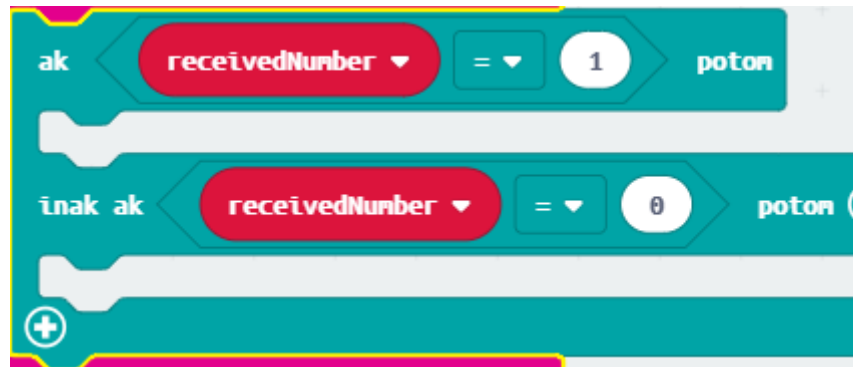 ak receivedNumber = 1 potom
inak ak receivedNumber = 0 potom